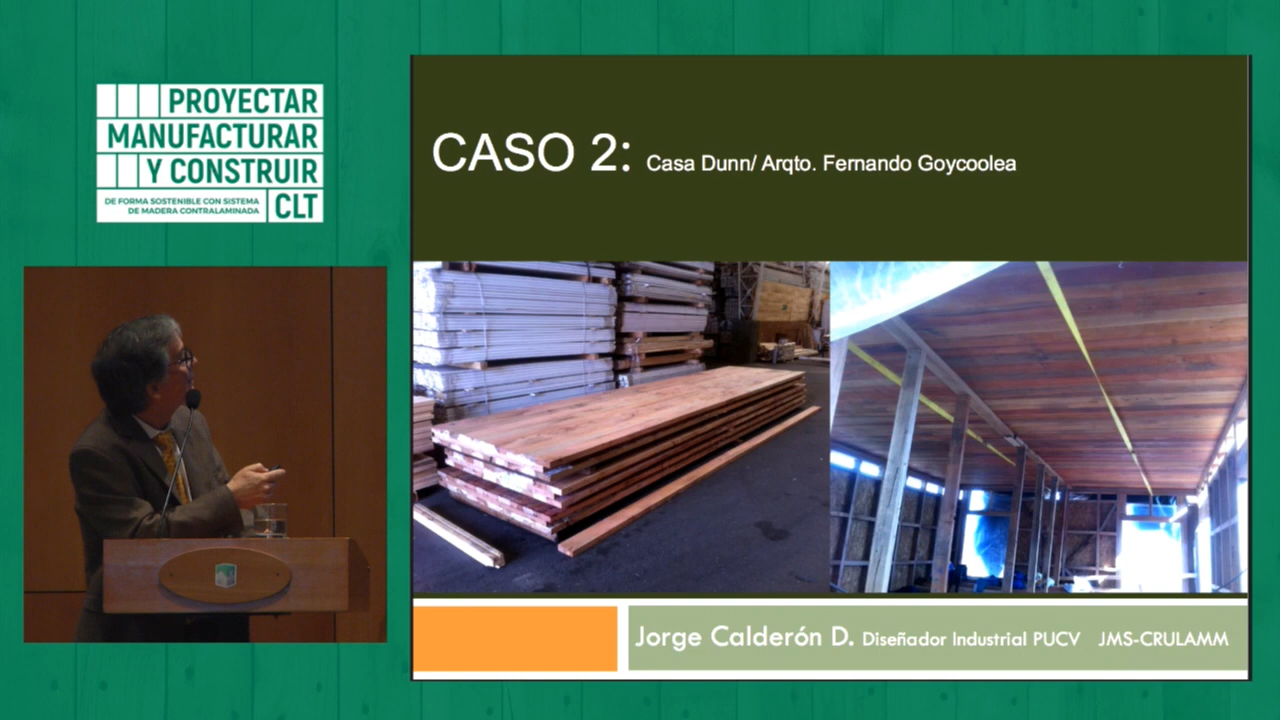 PROYECTAR
MANUFACTURAR
Y CONSTRUIR
DE FORMA SOSTENIBLE CON SISTEMA
DE MADERA CONTRALAMINADA
CLT
CASO 2: Casa Dunn/ Arqto. Fernando Goycoolea
Jorge Calderón D. Diseñador Industrial PUCV JMS-CRULAMM